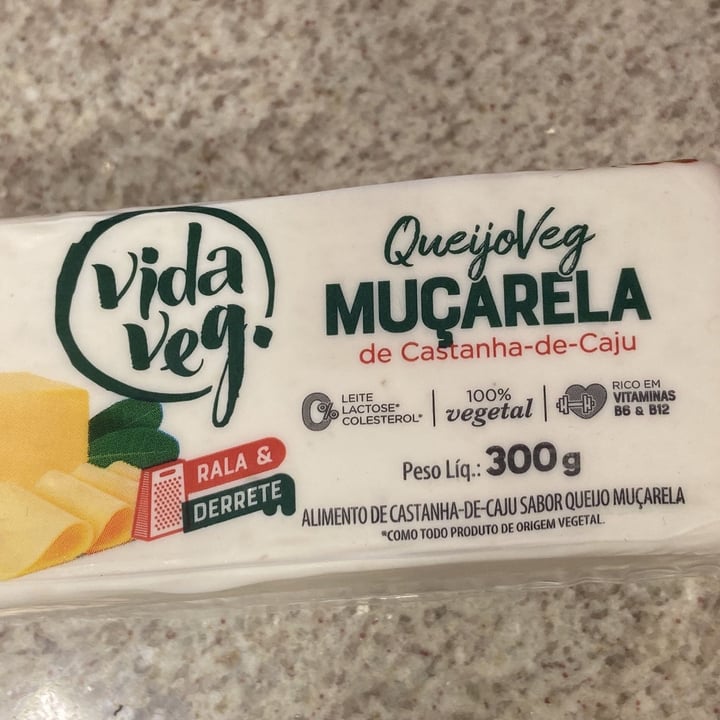 vida
veg.
RALA &
DERRETE
QueijoVeg
MUÇARELA
de Castanha-de-Caju
0%
LEITE
LACTOSE*
COLESTEROL*
100%
vegetal
RICO EM
VITAMINAS
B6 & B12
Peso Líq.: 300 g
ALIMENTO DE CASTANHA-DE-CAJU SABOR QUEIJO MUÇARELA
*COMO TODO PRODUTO DE ORIGEM VEGETAL.